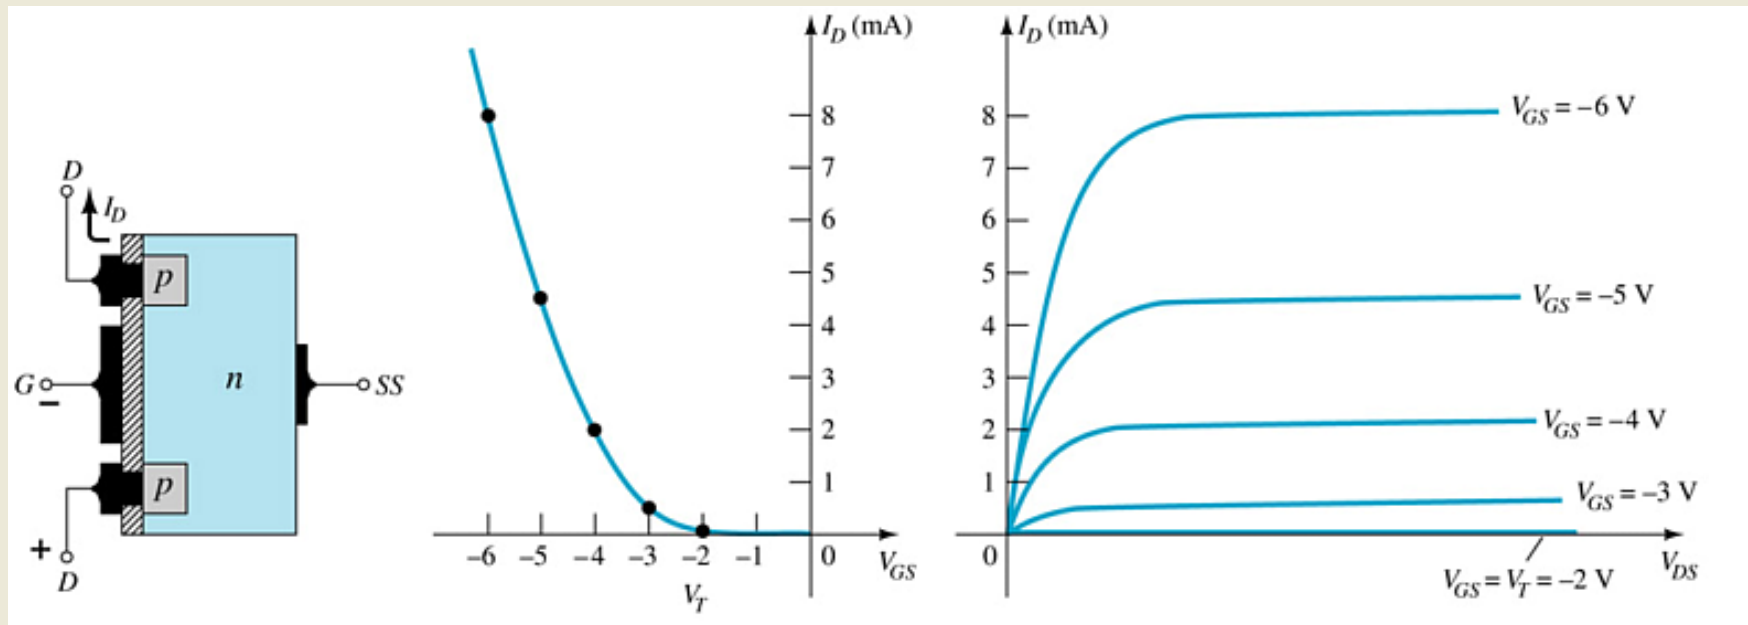 D
I_D
p
G
−
n
SS
p
+
D
I_D (mA)
8
7
6
5
4
3
2
1
−6 −5 −4 −3 −2 −1 0
V_GS
V_T
I_D (mA)
8
7
6
5
4
3
2
1
0
V_GS = −6 V
V_GS = −5 V
V_GS = −4 V
V_GS = −3 V
V_GS = V_T = −2 V
V_DS